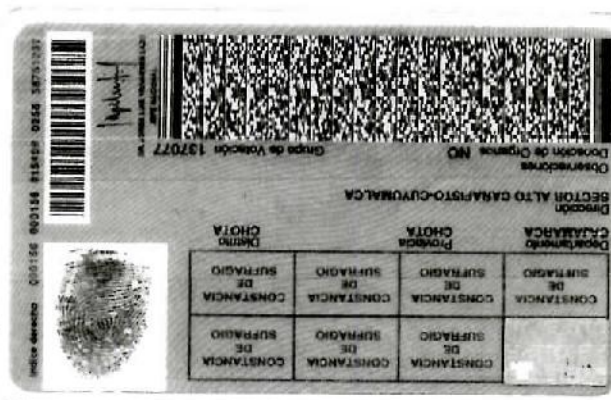 CONSTANCIA DE SUFRAGIO
CONSTANCIA DE SUFRAGIO
CONSTANCIA DE SUFRAGIO
CONSTANCIA DE SUFRAGIO
CONSTANCIA DE SUFRAGIO
CONSTANCIA DE SUFRAGIO
CONSTANCIA DE SUFRAGIO
Departamento Provincia Distrito
CAJAMARCA CHOTA CHOTA
Dirección
SECTOR ALTO CAÑAFISTO-CUYUMALCA
Observaciones
Donación de Órganos NO Grupo de Votación 137077
Indice derecho